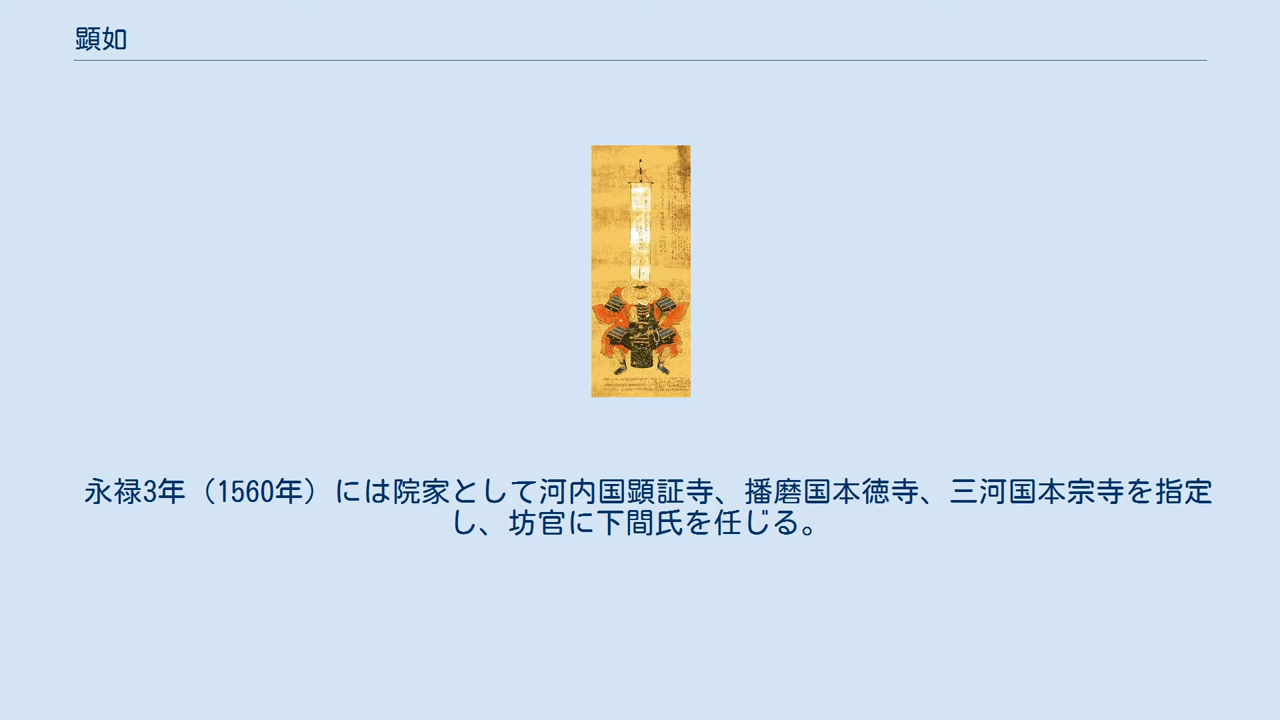 顕如
永禄3年（1560年）には院家として河内国顕証寺、播磨国本徳寺、三河国本宗寺を指定
し、坊官に下間氏を任じる。